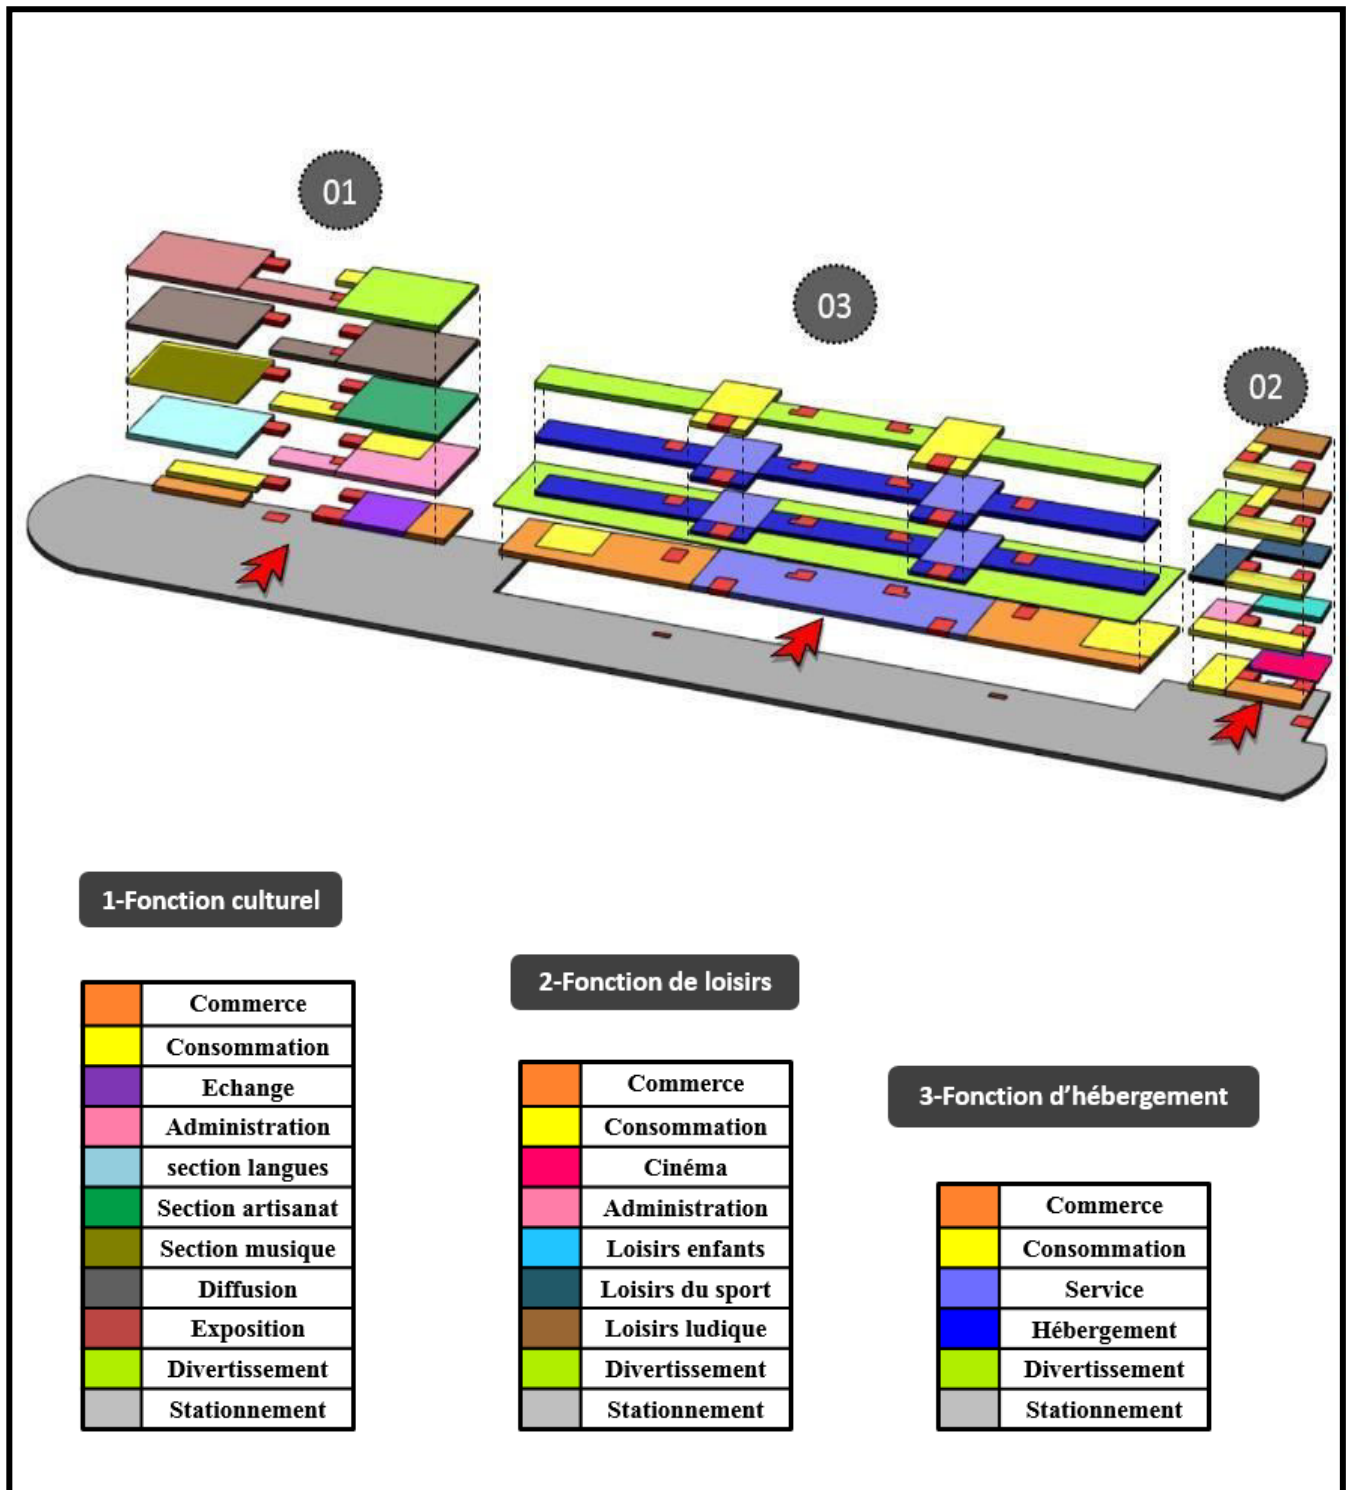 01
03
02
1-Fonction culturel
Commerce
Consommation
Echange
Administration
section langues
Section artisanat
Section musique
Diffusion
Exposition
Divertissement
Stationnement
2-Fonction de loisirs
Commerce
Consommation
Cinéma
Administration
Loisirs enfants
Loisirs du sport
Loisirs ludique
Divertissement
Stationnement
3-Fonction d’hébergement
Commerce
Consommation
Service
Hébergement
Divertissement
Stationnement